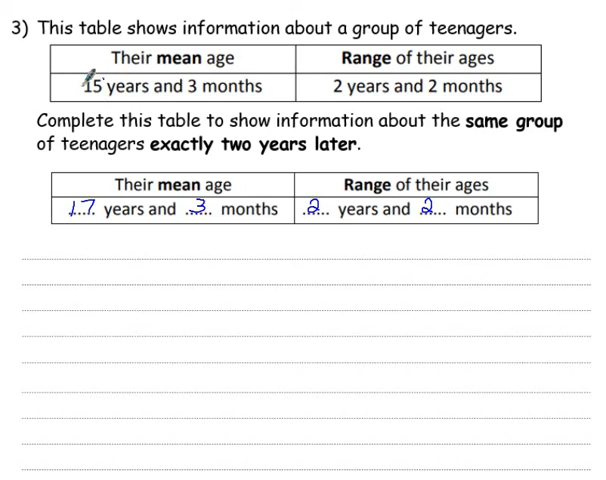 3) This table shows information about a group of teenagers.
Their mean age Range of their ages
15 years and 3 months 2 years and 2 months
Complete this table to show information about the same group
of teenagers exactly two years later.
Their mean age Range of their ages
17 years and 3 months 2 years and 2 months